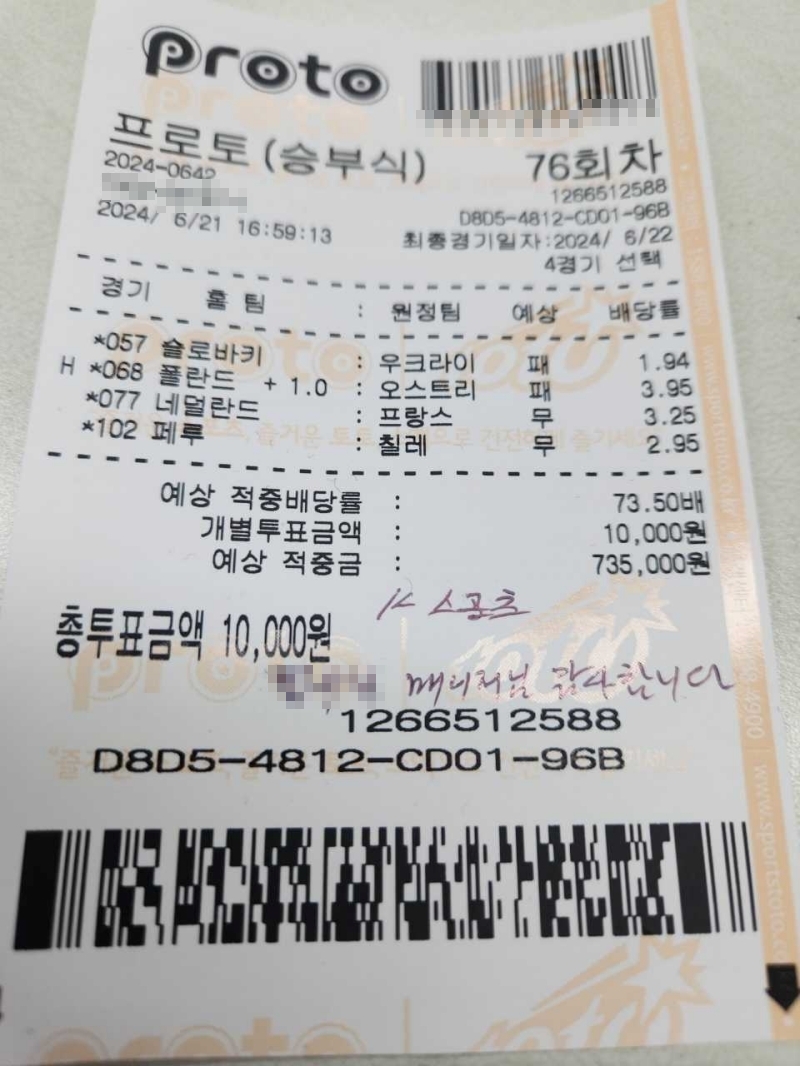 proto
프로토(승부식) 76회차
2024-0642 1266512588
D8D5-4812-CD01-96B
2024/ 6/21 16:59:13 최종경기일자:2024/ 6/22
4경기 선택
경기 홈 팀 : 원정팀 예상 배당률
*057 슬로바키 : 우크라이 패 1.94
H *068 폴란드 + 1.0 : 오스트리 패 3.95
*077 네덜란드 : 프랑스 무 3.25
*102 페루 : 칠레 무 2.95
예상 적중배당률 : 73.50배
개별투표금액 : 10,000원
예상 적중금 : 735,000원
K 스포츠
총투표금액 10,000원
매니저님 감사합니다
1266512588
D8D5-4812-CD01-96B
www.sportstoto.co.kr